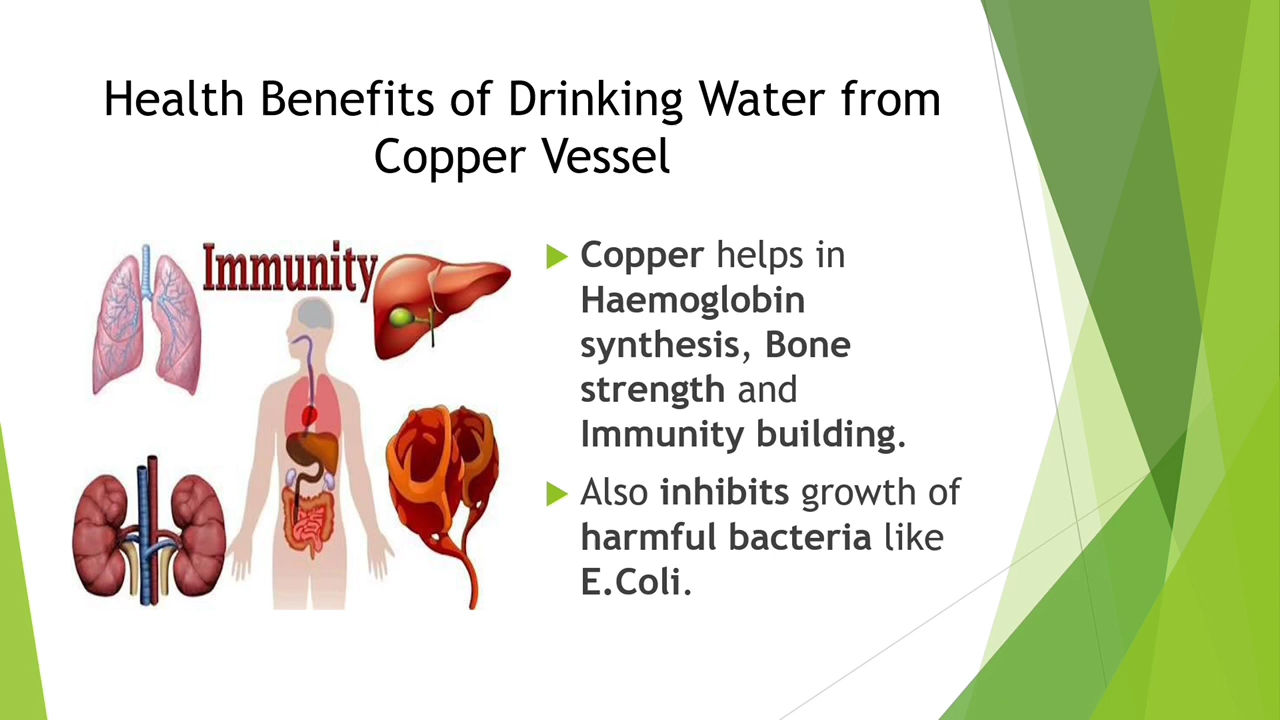 Health Benefits of Drinking Water from
Copper Vessel
Immunity
Copper helps in
Haemoglobin
synthesis, Bone
strength and
Immunity building.
Also inhibits growth of
harmful bacteria like
E.Coli.